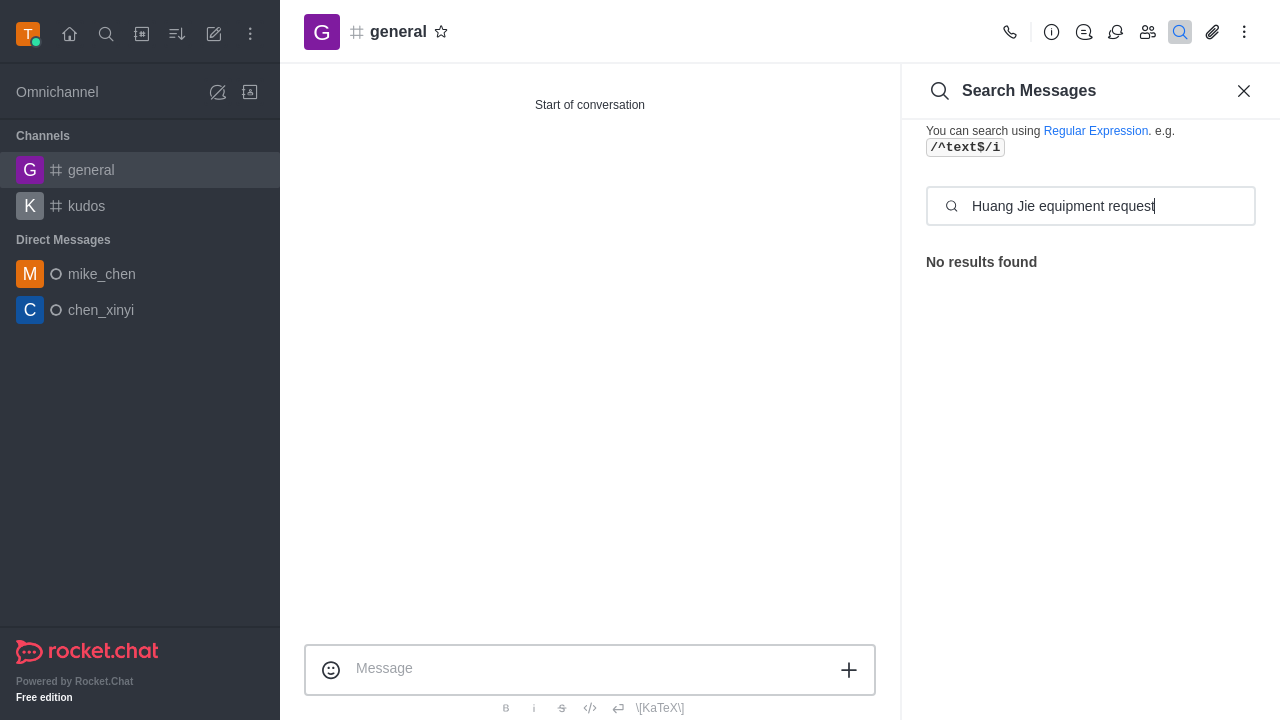 T
Omnichannel
Channels
G general
K kudos
Direct Messages
M mike_chen
C chen_xinyi
rocket.chat
Powered by Rocket.Chat
Free edition
G general
Start of conversation
Message
B i S \[KaTeX\]
Search Messages
You can search using Regular Expression. e.g.
/^text$/i
Huang Jie equipment request
No results found